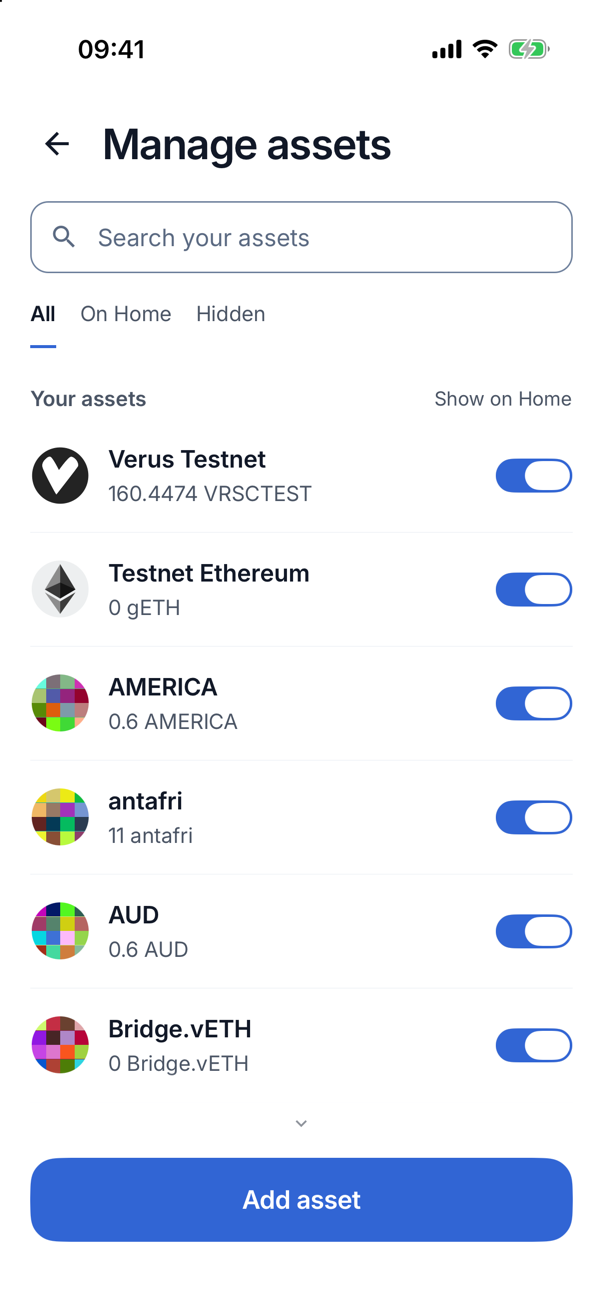 09:41
Manage assets
Search your assets
All On Home Hidden
Your assets Show on Home
Verus Testnet
160.4474 VRSCTEST
Testnet Ethereum
0 gETH
AMERICA
0.6 AMERICA
antafri
11 antafri
AUD
0.6 AUD
Bridge.vETH
0 Bridge.vETH
Add asset